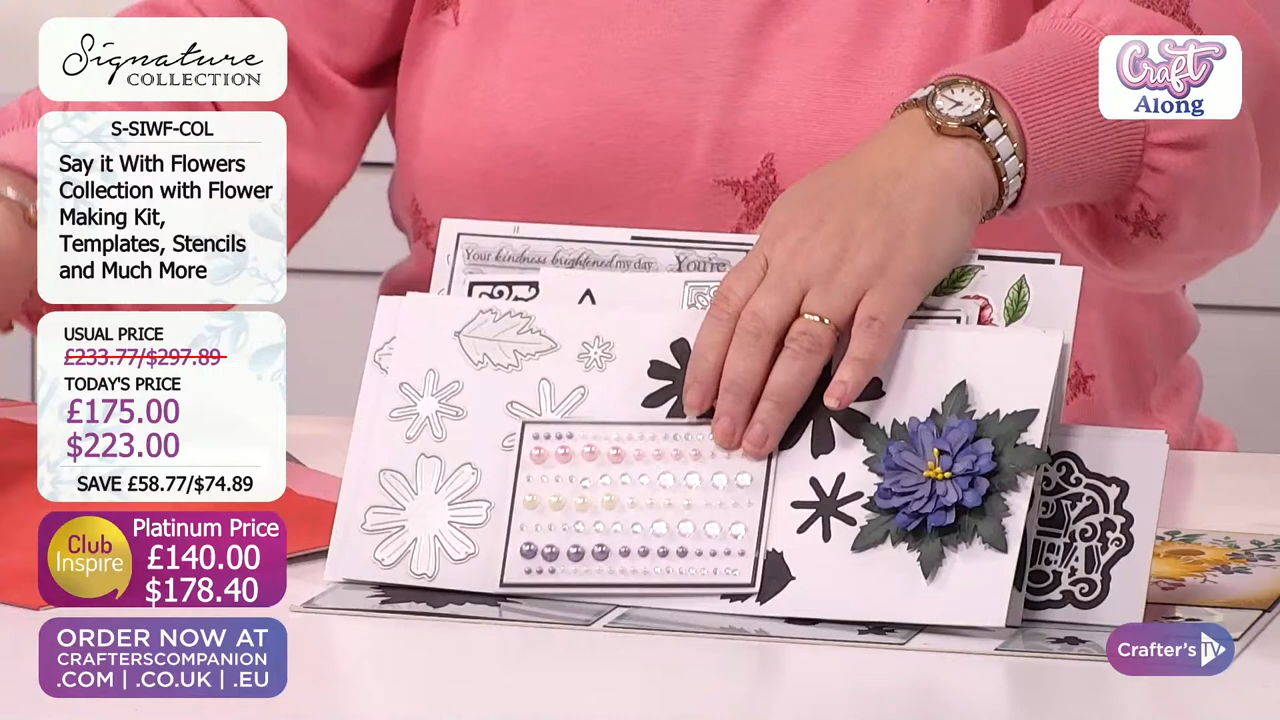 Signature
COLLECTION
S-SIWF-COL
Say it With Flowers
Collection with Flower
Making Kit,
Templates, Stencils
and Much More
USUAL PRICE
£233.77/$297.89
TODAY'S PRICE
£175.00
$223.00
SAVE £58.77/$74.89
Club
Inspire
Platinum Price
£140.00
$178.40
ORDER NOW AT
CRAFTERSCOMPANION
.COM | .CO.UK | .EU
Craft
Along
Your kindness brightened my day
You're
Crafter's TV